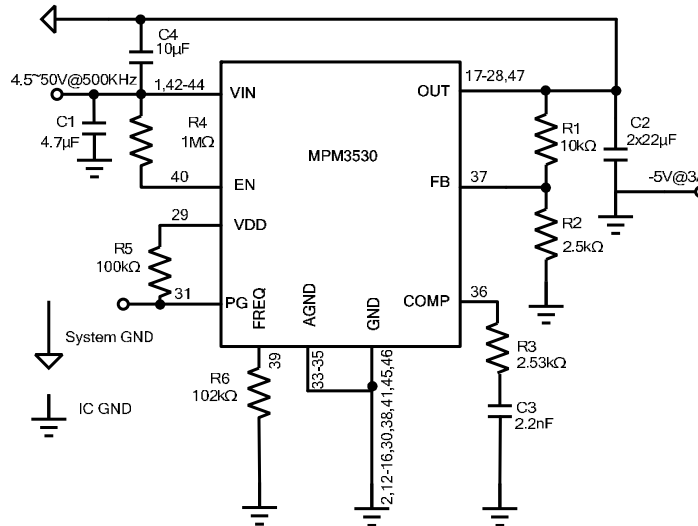 C4
10µF
4.5~50V@500KHz
1,42-44
VIN
OUT
17-28,47
C1
4.7µF
R4
1MΩ
MPM3530
R1
10kΩ
C2
2x22µF
40
EN
FB
37
-5V@3
29
VDD
R2
2.5kΩ
R5
100kΩ
31
PG
FREQ
AGND
GND
COMP
36
System GND
IC GND
R6
102kΩ
39
33-35
2,12-16,30,38,41,45,46
R3
2.53kΩ
C3
2.2nF